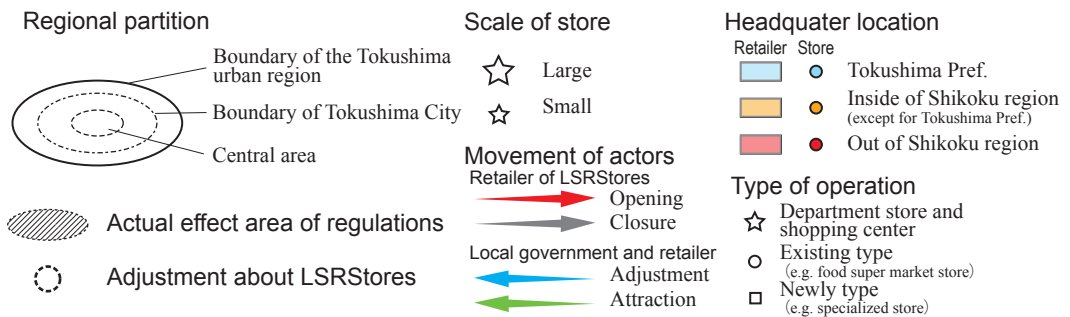 Regional partition
Boundary of the Tokushima
urban region
Boundary of Tokushima City
Central area
Actual effect area of regulations
Adjustment about LSRStores
Scale of store
Large
Small
Movement of actors
Retailer of LSRStores
Opening
Closure
Local government and retailer
Adjustment
Attraction
Headquater location
Retailer Store
Tokushima Pref.
Inside of Shikoku region
(except for Tokushima Pref.)
Out of Shikoku region
Type of operation
Department store and
shopping center
Existing type
(e.g. food super market store)
Newly type
(e.g. specialized store)